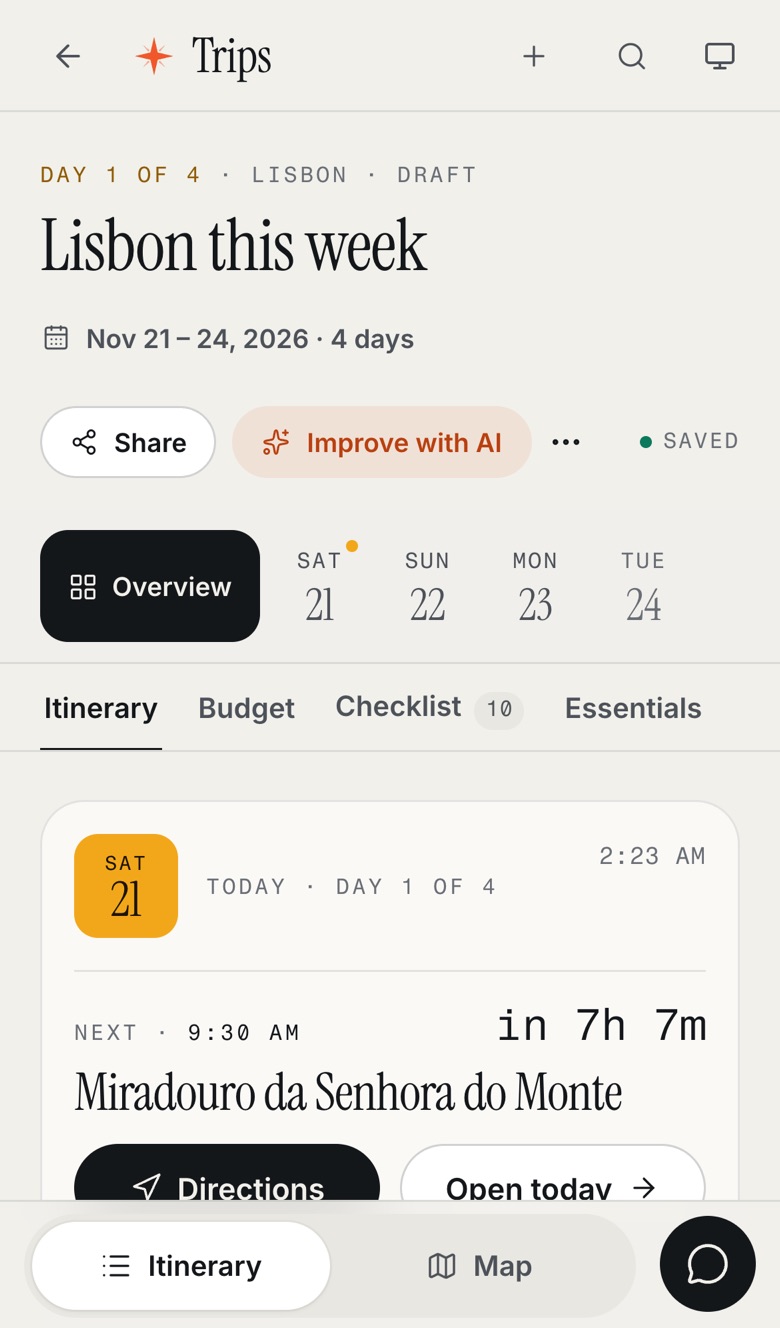 Trips
DAY 1 OF 4 · LISBON · DRAFT
Lisbon this week
Nov 21 – 24, 2026 · 4 days
Share
Improve with AI
SAVED
Overview
SAT 21
SUN 22
MON 23
TUE 24
Itinerary
Budget
Checklist 10
Essentials
SAT
21
TODAY · DAY 1 OF 4
2:23 AM
NEXT · 9:30 AM
in 7h 7m
Miradouro da Senhora do Monte
Directions
Open today
Itinerary
Map